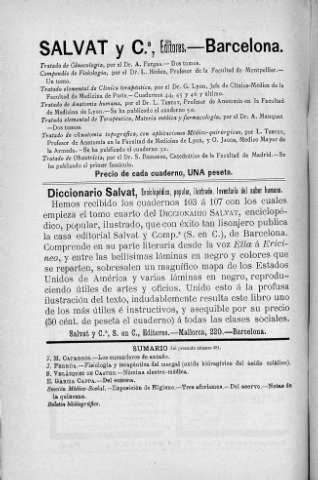 SALVAT y C.ª, Editores.—Barcelona.
Tratado de Ginecología, por el Dr. A. Fargas.—Dos tomos.
Compendio de Fisiología, por el Dr. L. Hédon, Profesor de la Facultad de Montpellier.—
Un tomo.
Tratado elemental de Clínica terapéutica, por el Dr. G. Lyon, Jefe de Clínica-Médica de la
Facultad de Medicina de París.—Cuadernos 44, 45 y 46 y último.
Tratado de Anatomía humana, por el Dr. L. Testut, Profesor de Anatomía en la Facultad
de Medicina de Lyon.—Se ha publicado el cuaderno
Tratado elemental de Terapéutica, Materia médica y farmacología, por el Dr. A. Manquat
—Dos tomos.
Tratado de Anatomía topográfica, con aplicaciones Médico-quirúrgicas, por L. Testut,
Profesor de Anatomía en la Facultad de Medicina de Lyon, y O. Jacob, Médico Mayor de
la Armada.—Se ha publicado el cuaderno
Tratado de Obstetricia, por el Dr. S. Recasens, Catedrático de la Facultad de Madrid.—Se
ha publicado el primer fascículo.
Precio de cada cuaderno, UNA peseta.
Diccionario Salvat, Enciclopédico, popular, ilustrado. Inventario del saber humano.
Hemos recibido los cuadernos 103 á 107 con los cuales
empieza el tomo cuarto del DICCIONARIO SALVAT, enciclopé-
dico, popular, ilustrado, que con éxito tan lisonjero publica
la casa editorial Salvat y Comp.ª (S. en C.), de Barcelona.
Comprende en su parte literaria desde la voz Ella á Erici-
neo, y entre las bellísimas láminas en negro y colores que
se reparten, sobresalen un magnífico mapa de los Estados
Unidos de América y varias láminas en negro, reprodu-
ciendo útiles de artes y oficios. Unido esto á la profusa
ilustración del texto, indudablemente resulta este libro uno
de los más útiles é instructivos, y asequible por su precio
(50 cént. de peseta el cuaderno) á todas las clases sociales.
Salvat y C.ª, S. en C., Editores.—Mallorca, 220.—Barcelona.
SUMARIO del presente número
J. M. Cavannos.—Los curanderos de antaño.
J. Perrín.—Fisiología y terapéutica del mangal
S. Velázquez de Castro.—Nómina electro-médica.
E. García Cappa.—Del eczema.
Sección Médico-Social.—Exposición de Higiene.—Tres aficiones.—Del acervo.—Notas de
la quincena.
Boletín bibliográfico.